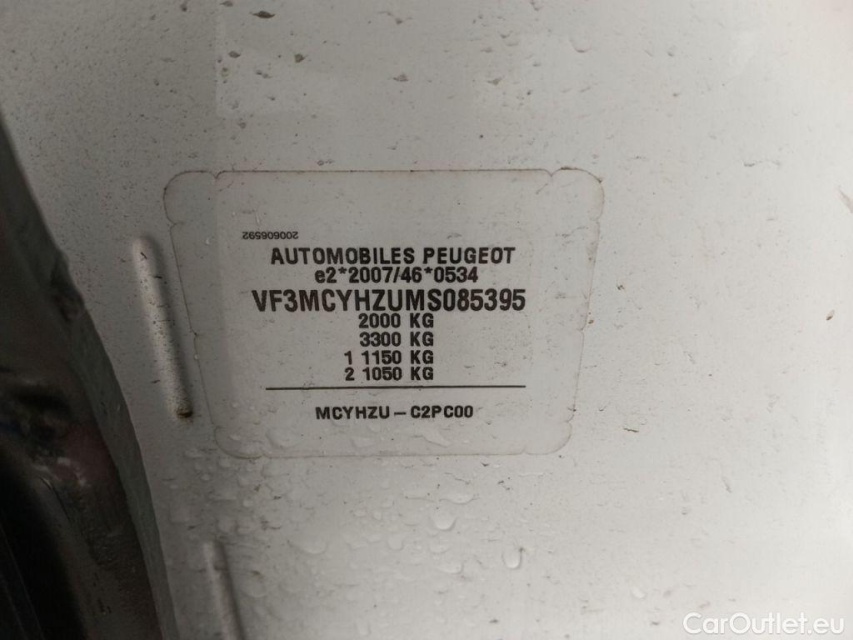 200606592
AUTOMOBILES PEUGEOT
e2*2007/46*0534
VF3MCYHZUMS085395
2000 KG
3300 KG
1 1150 KG
2 1050 KG
MCYHZU – C2PC00
CarOutlet.eu